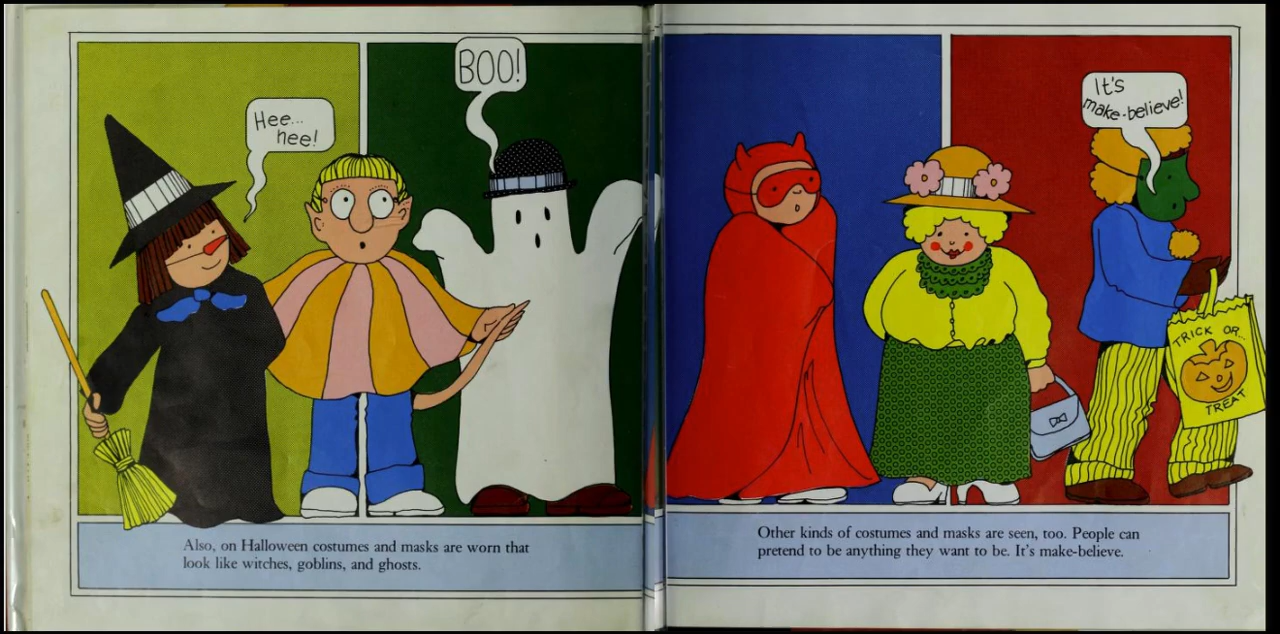 Hee...
hee!
BOO!
Also, on Halloween costumes and masks are worn that
look like witches, goblins, and ghosts.
It's
make-believe!
TRICK OR...
TREAT
Other kinds of costumes and masks are seen, too. People can
pretend to be anything they want to be. It's make-believe.